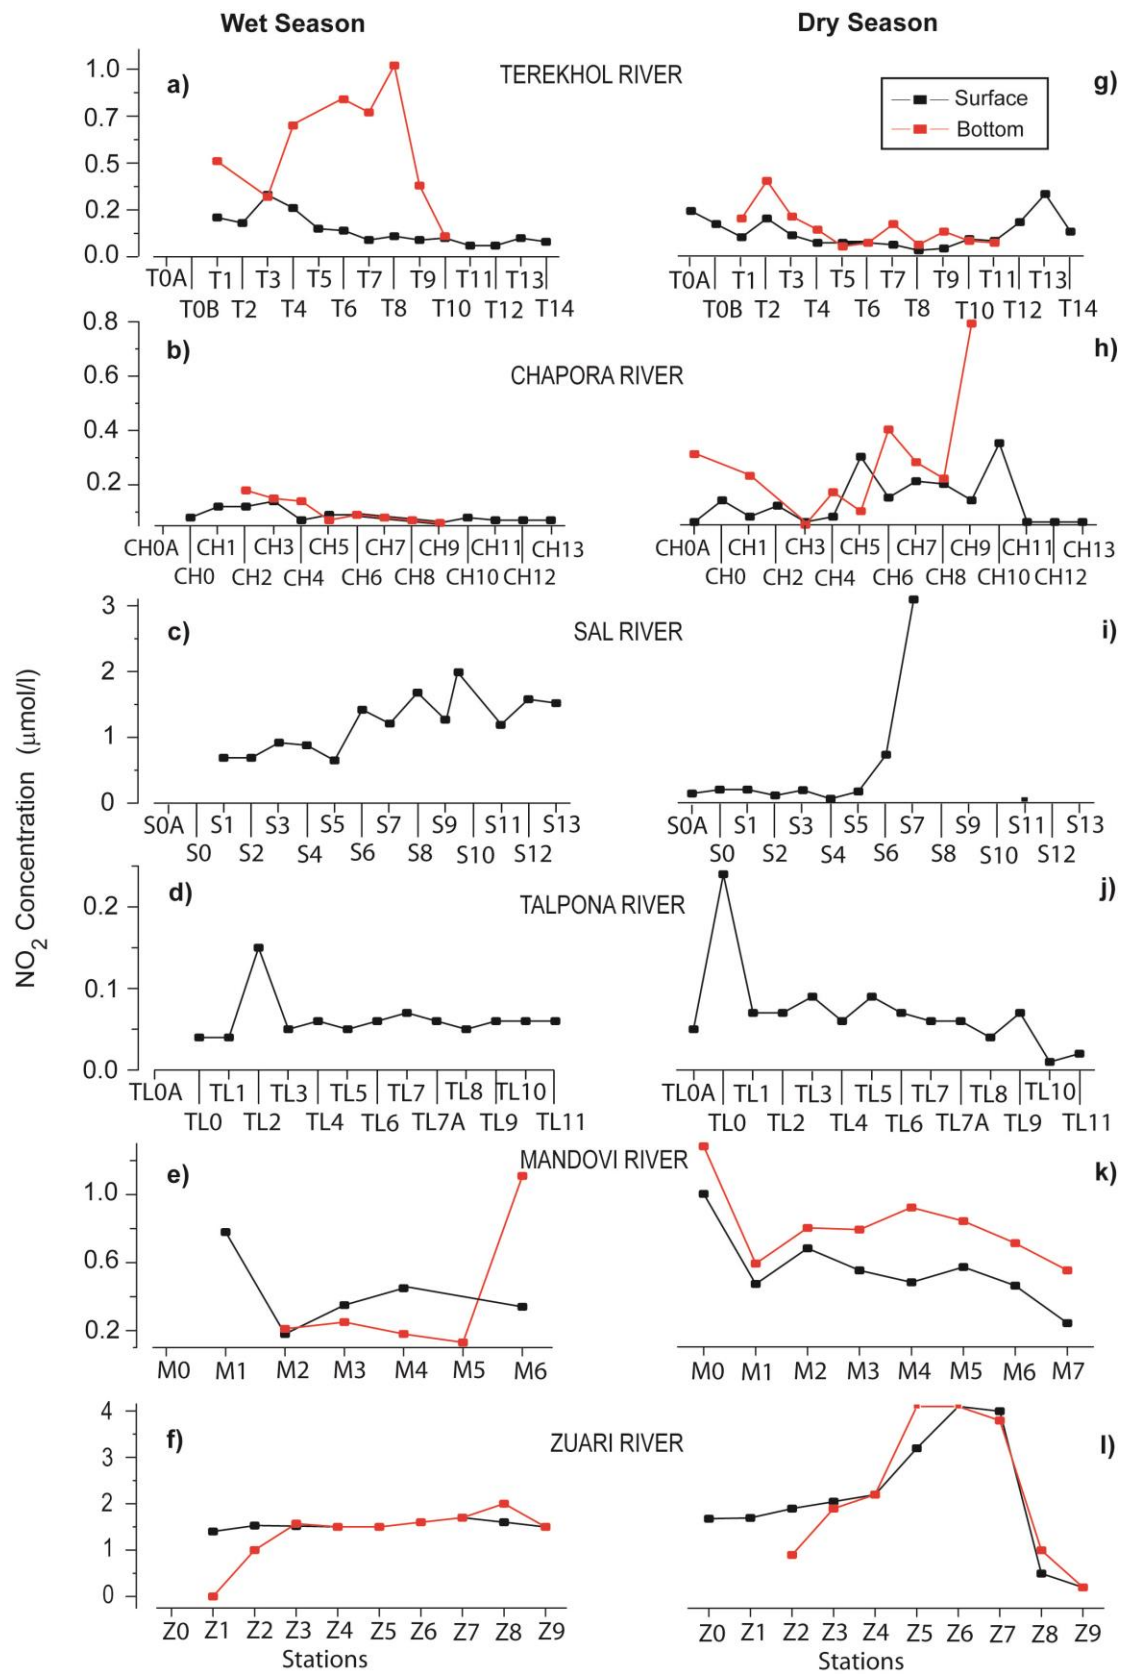 Wet Season Dry Season
a) TEREKHOL RIVER g)
Surface
Bottom
1.0
0.7
0.5
0.2
0.0
T0A T1 T3 T5 T7 T9 T11 T13 T0A T1 T3 T5 T7 T9 T11 T13
T0B T2 T4 T6 T8 T10 T12 T14 T0B T2 T4 T6 T8 T10 T12 T14
b) CHAPORA RIVER h)
0.8
0.6
0.4
0.2
CH0A CH1 CH3 CH5 CH7 CH9 CH11 CH13 CH0A CH1 CH3 CH5 CH7 CH9 CH11 CH13
CH0 CH2 CH4 CH6 CH8 CH10 CH12 CH0 CH2 CH4 CH6 CH8 CH10 CH12
c) SAL RIVER i)
3
2
1
0
S0A S1 S3 S5 S7 S9 S11 S13 S0A S1 S3 S5 S7 S9 S11 S13
S0 S2 S4 S6 S8 S10 S12 S0 S2 S4 S6 S8 S10 S12
NO2 Concentration (μmol/l)
d) TALPONA RIVER j)
0.2
0.1
0.0
TL0A TL1 TL3 TL5 TL7 TL8 TL10 TL0A TL1 TL3 TL5 TL7 TL8 TL10
TL0 TL2 TL4 TL6 TL7A TL9 TL11 TL0 TL2 TL4 TL6 TL7A TL9 TL11
e) MANDOVI RIVER k)
1.0
0.6
0.2
M0 M1 M2 M3 M4 M5 M6 M0 M1 M2 M3 M4 M5 M6 M7
f) ZUARI RIVER l)
4
3
2
1
0
Z0 Z1 Z2 Z3 Z4 Z5 Z6 Z7 Z8 Z9 Z0 Z1 Z2 Z3 Z4 Z5 Z6 Z7 Z8 Z9
Stations Stations